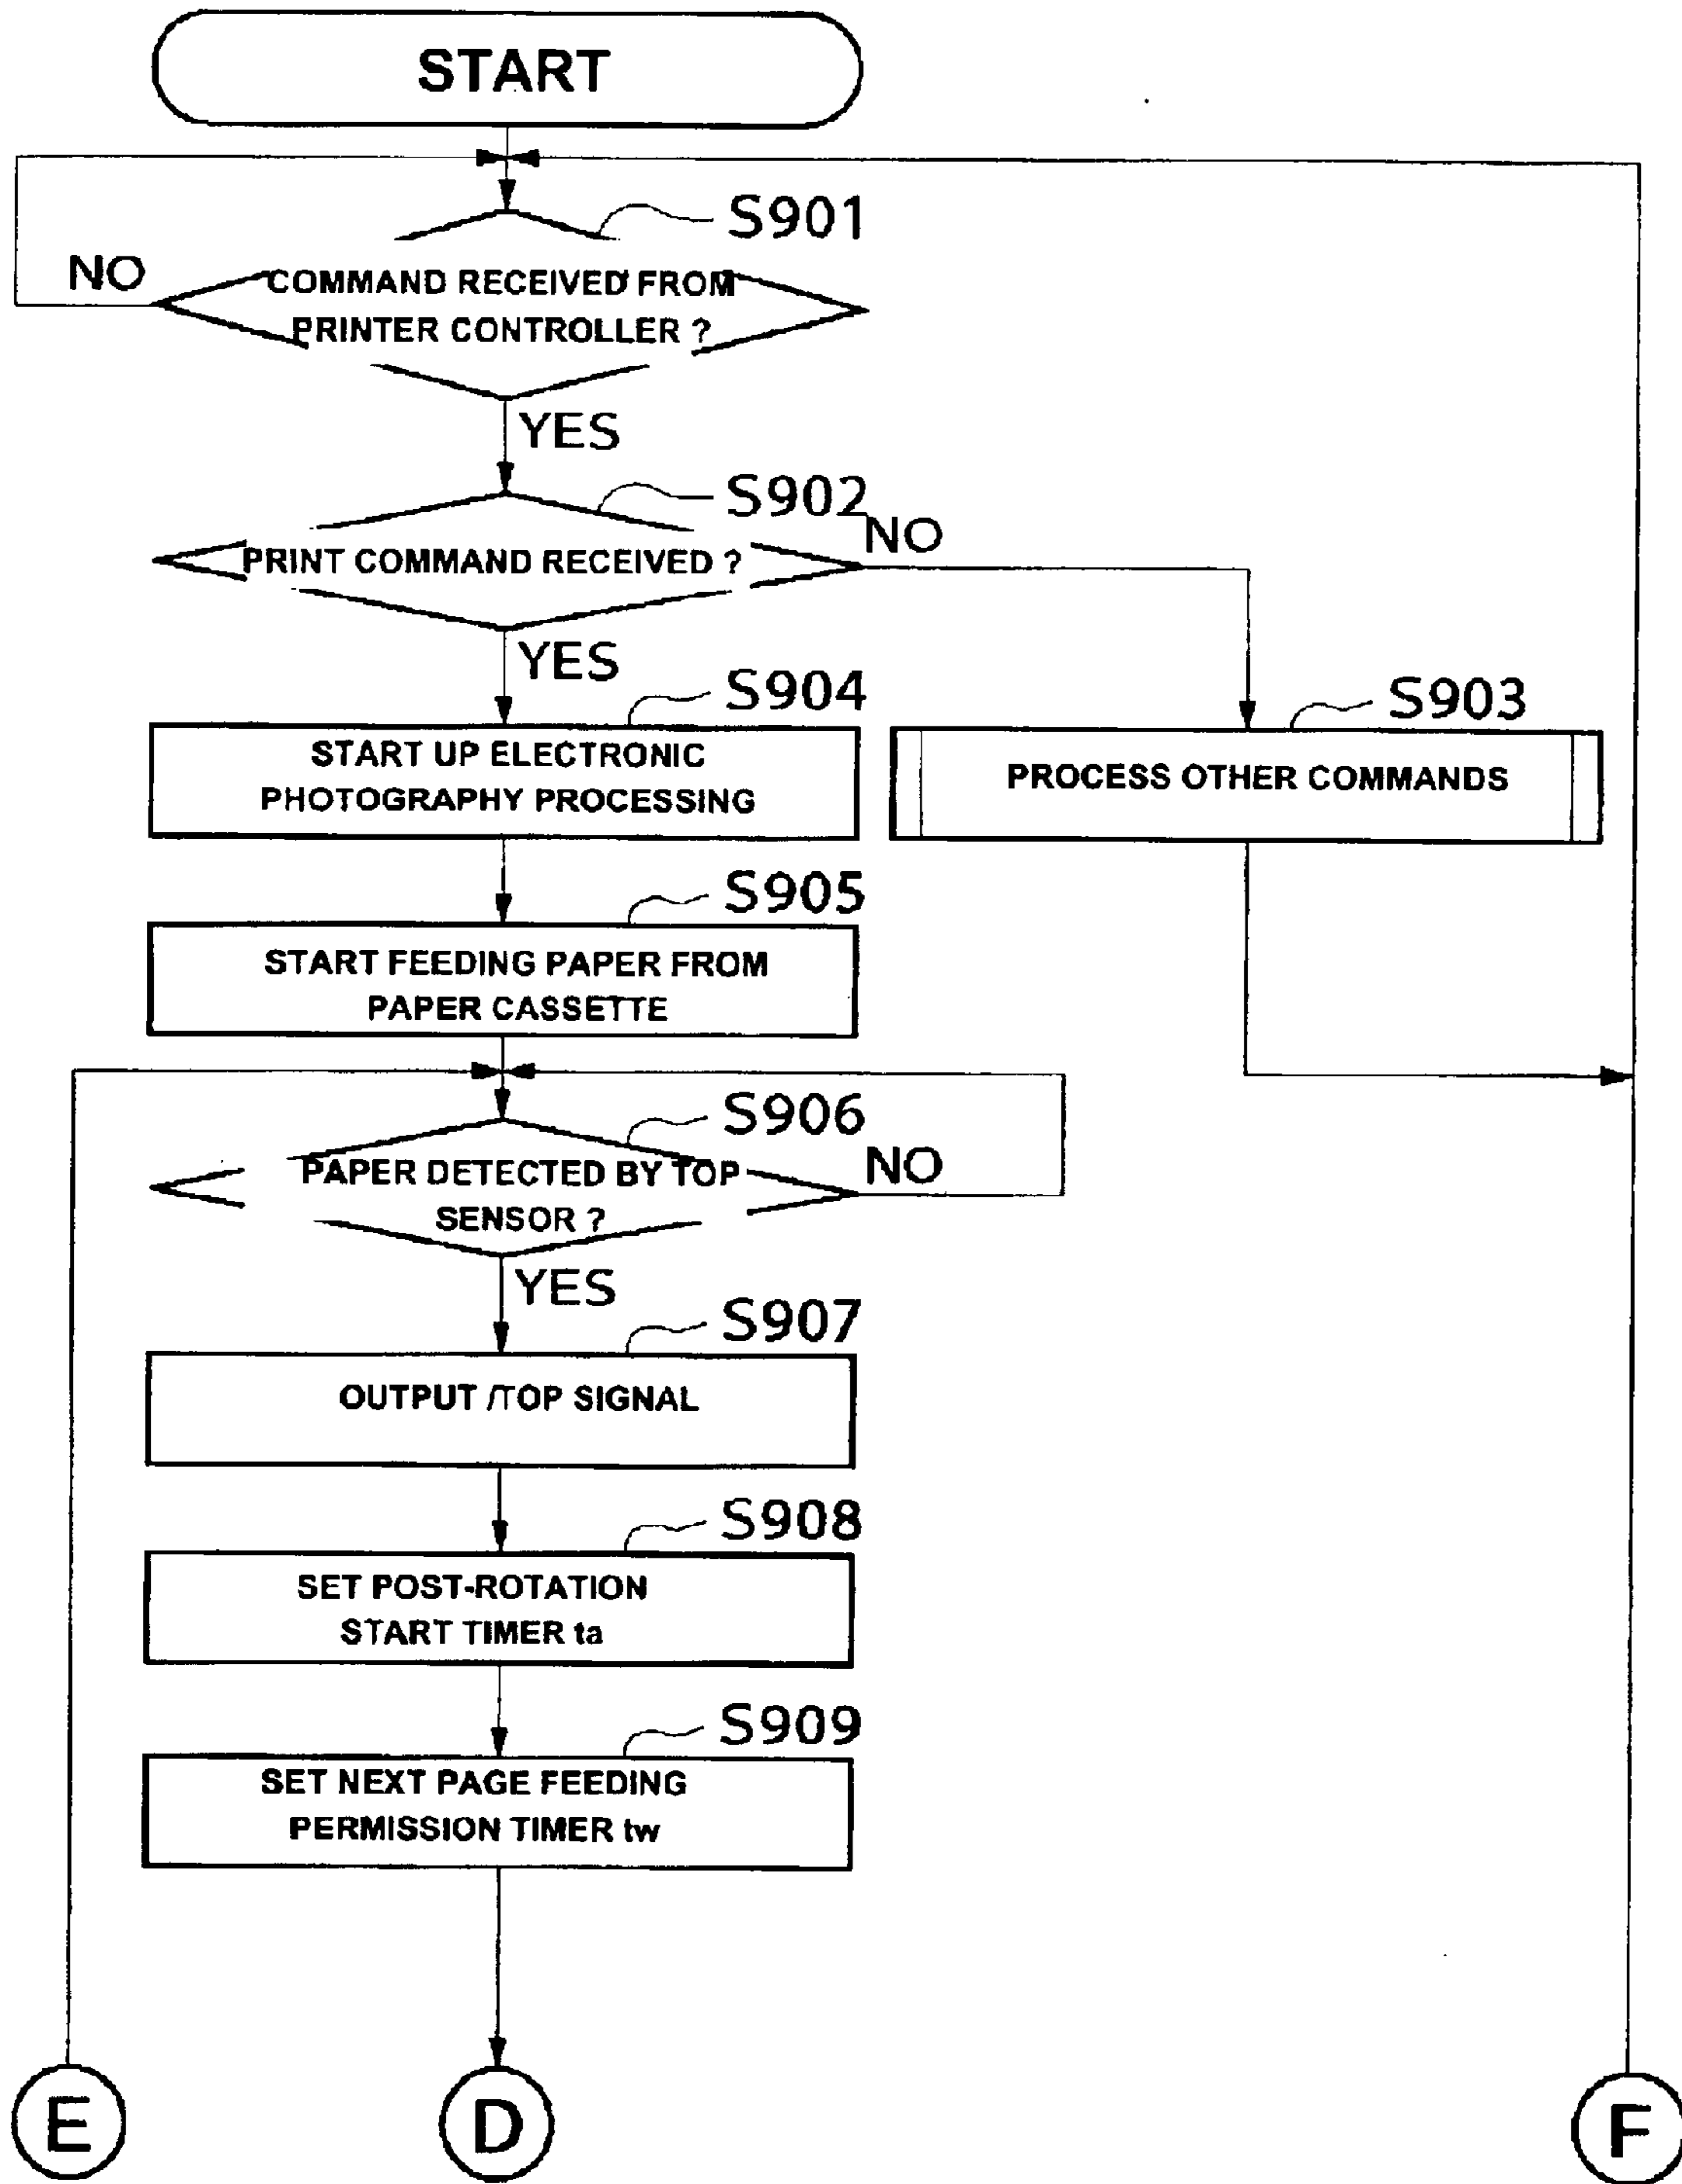 START
S901
NO
COMMAND RECEIVED FROM
PRINTER CONTROLLER ?
YES
S902
NO
PRINT COMMAND RECEIVED ?
YES
S904
S903
START UP ELECTRONIC
PHOTOGRAPHY PROCESSING
PROCESS OTHER COMMANDS
S905
START FEEDING PAPER FROM
PAPER CASSETTE
S906
NO
PAPER DETECTED BY TOP
SENSOR ?
YES
S907
OUTPUT /TOP SIGNAL
S908
SET POST-ROTATION
START TIMER ta
S909
SET NEXT PAGE FEEDING
PERMISSION TIMER tw
E
D
F